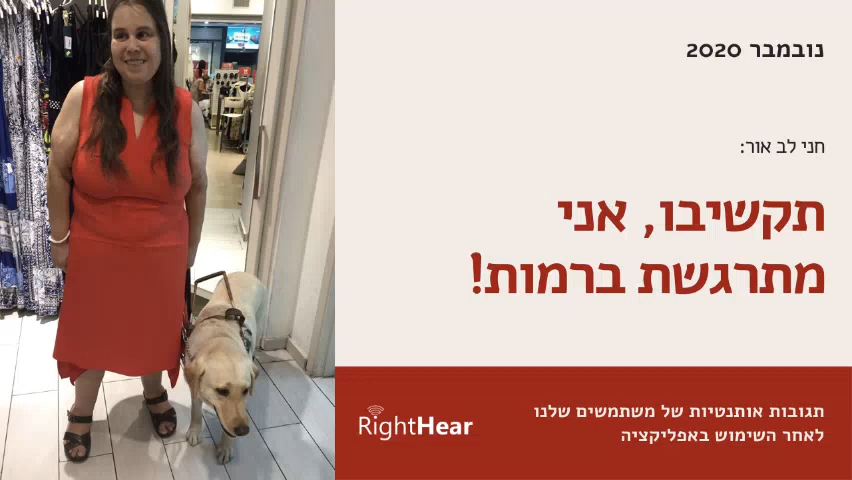 נובמבר 2020
חני לב אור:
תקשיבו, אני
מתרגשת ברמות!
תגובות אותנטיות של משתמשים שלנו
לאחר השימוש באפליקציה
RightHear